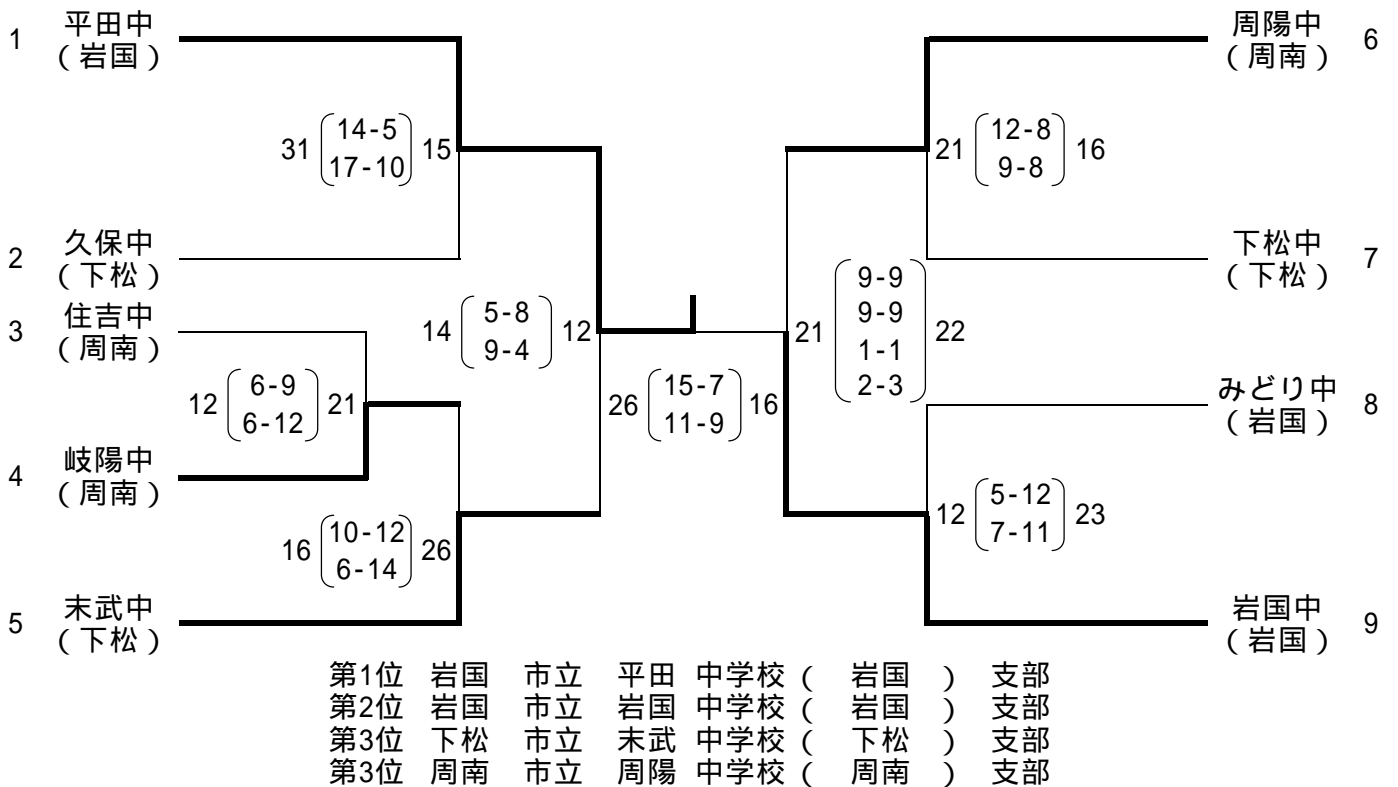 1 平田中
(岩国)
31 14-5 15
17-10
2 久保中
(下松)
3 住吉中
(周南)
12 6-9 21
6-12
4 岐陽中
(周南)
16 10-12 26
6-14
5 末武中
(下松)
14 5-8 12
9-4
26 15-7 16
11-9
周陽中 6
(周南)
21 12-8 16
9-8
下松中 7
(下松)
21 9-9 22
9-9
1-1
2-3
みどり中 8
(岩国)
12 5-12 23
7-11
岩国中 9
(岩国)
第1位 岩国 市立 平田 中学校 ( 岩国 ) 支部
第2位 岩国 市立 岩国 中学校 ( 岩国 ) 支部
第3位 下松 市立 末武 中学校 ( 下松 ) 支部
第3位 周南 市立 周陽 中学校 ( 周南 ) 支部